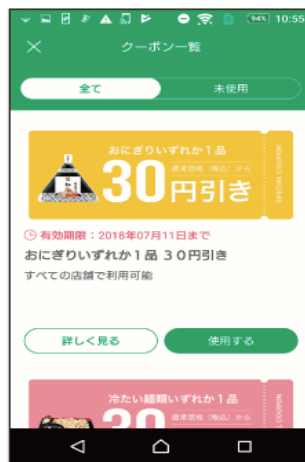 94% 10:55
クーポン一覧
全て 未使用
おにぎりいずれか1品
通常価格（税込）から
30円引き
SPECIAL COUPON
有効期限：2018年07月11日まで
おにぎりいずれか1品 30円引き
すべての店舗で利用可能
詳しく見る 使用する
冷たい麺類いずれか1品
通常価格（税込）から
30